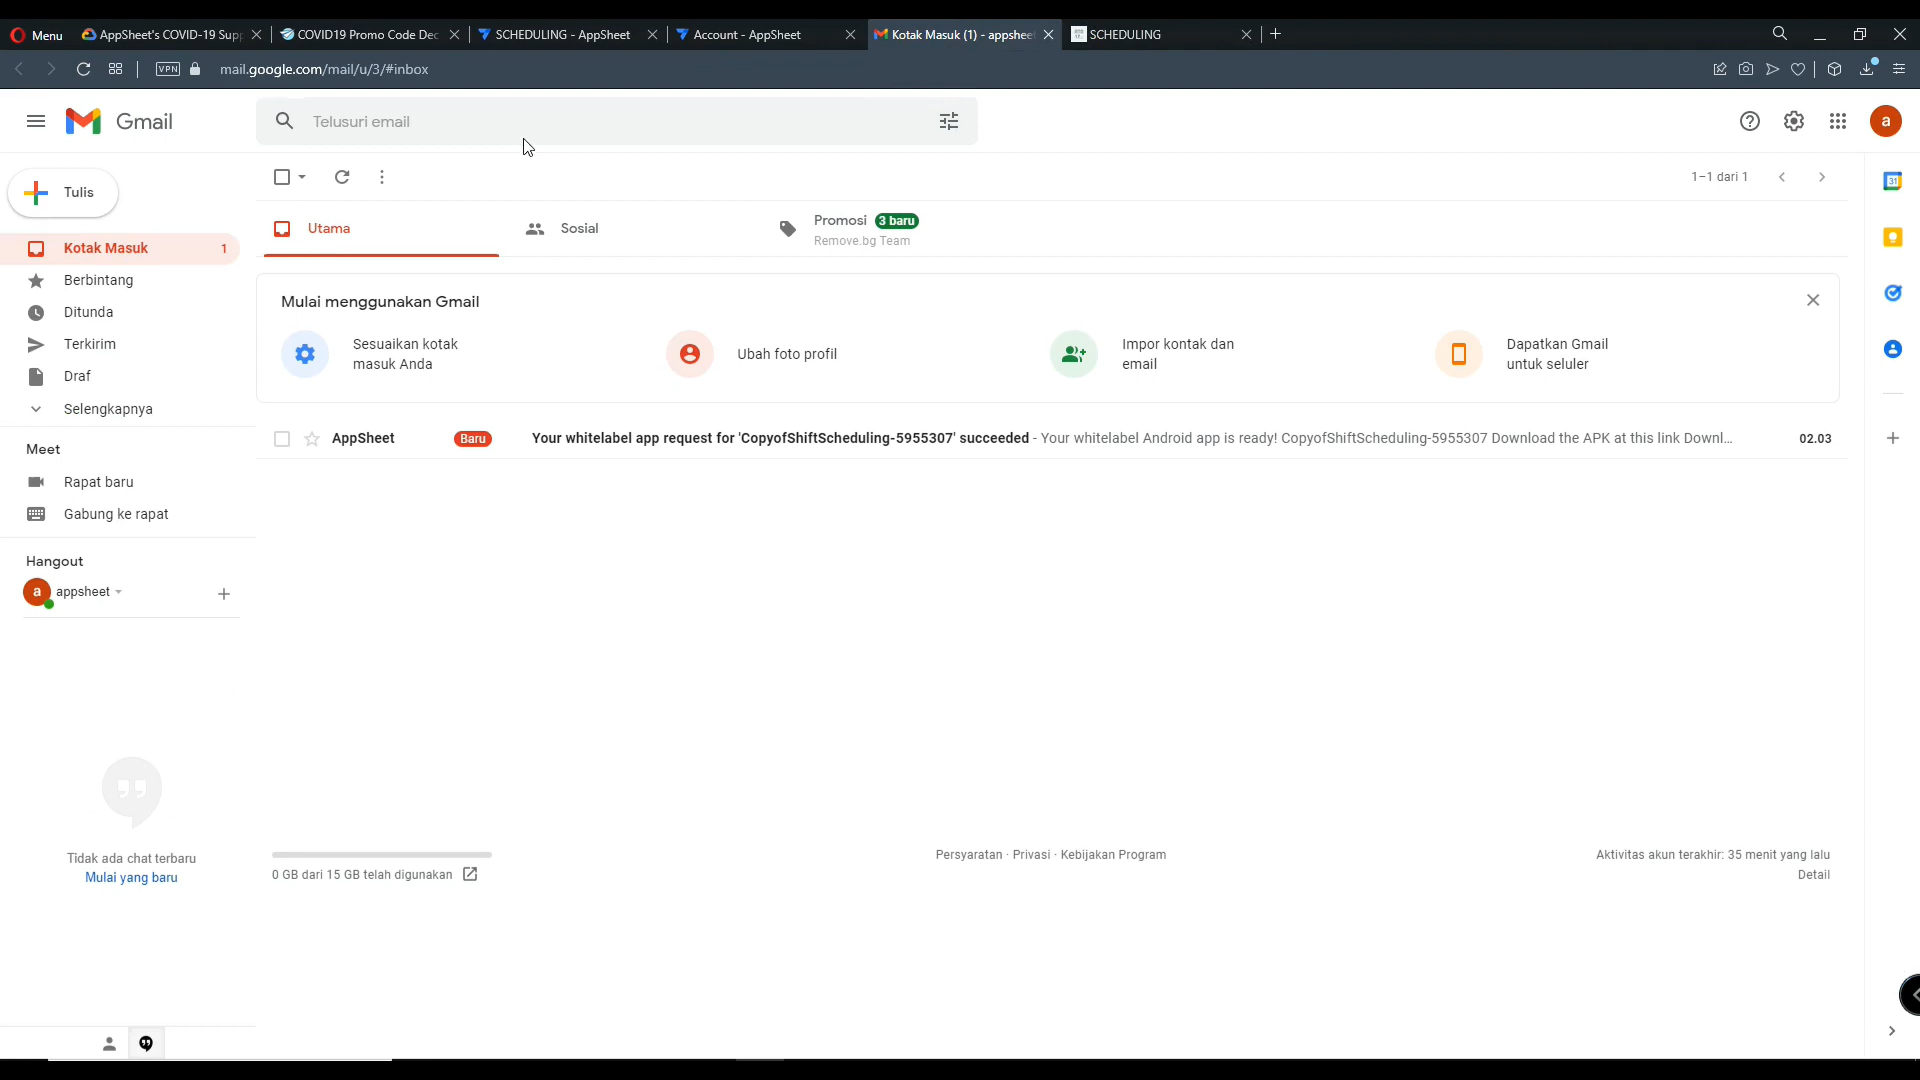 Menu
AppSheet's COVID-19 Supp
COVID19 Promo Code Dec
SCHEDULING - AppSheet
Account - AppSheet
Kotak Masuk (1) - appsheet
SCHEDULING
VPN
mail.google.com/mail/u/3/#inbox
Gmail
Telusuri email
a
Tulis
1–1 dari 1
31
Utama
Sosial
Promosi 3 baru
Remove.bg Team
Kotak Masuk 1
Berbintang
Ditunda
Terkirim
Draf
Selengkapnya
Mulai menggunakan Gmail
Sesuaikan kotak
masuk Anda
Ubah foto profil
Impor kontak dan
email
Dapatkan Gmail
untuk seluler
AppSheet Baru Your whitelabel app request for 'CopyofShiftScheduling-5955307' succeeded - Your whitelabel Android app is ready! CopyofShiftScheduling-5955307 Download the APK at this link Downl... 02.03
Meet
Rapat baru
Gabung ke rapat
Hangout
a appsheet
Tidak ada chat terbaru
Mulai yang baru
0 GB dari 15 GB telah digunakan
Persyaratan · Privasi · Kebijakan Program
Aktivitas akun terakhir: 35 menit yang lalu
Detail